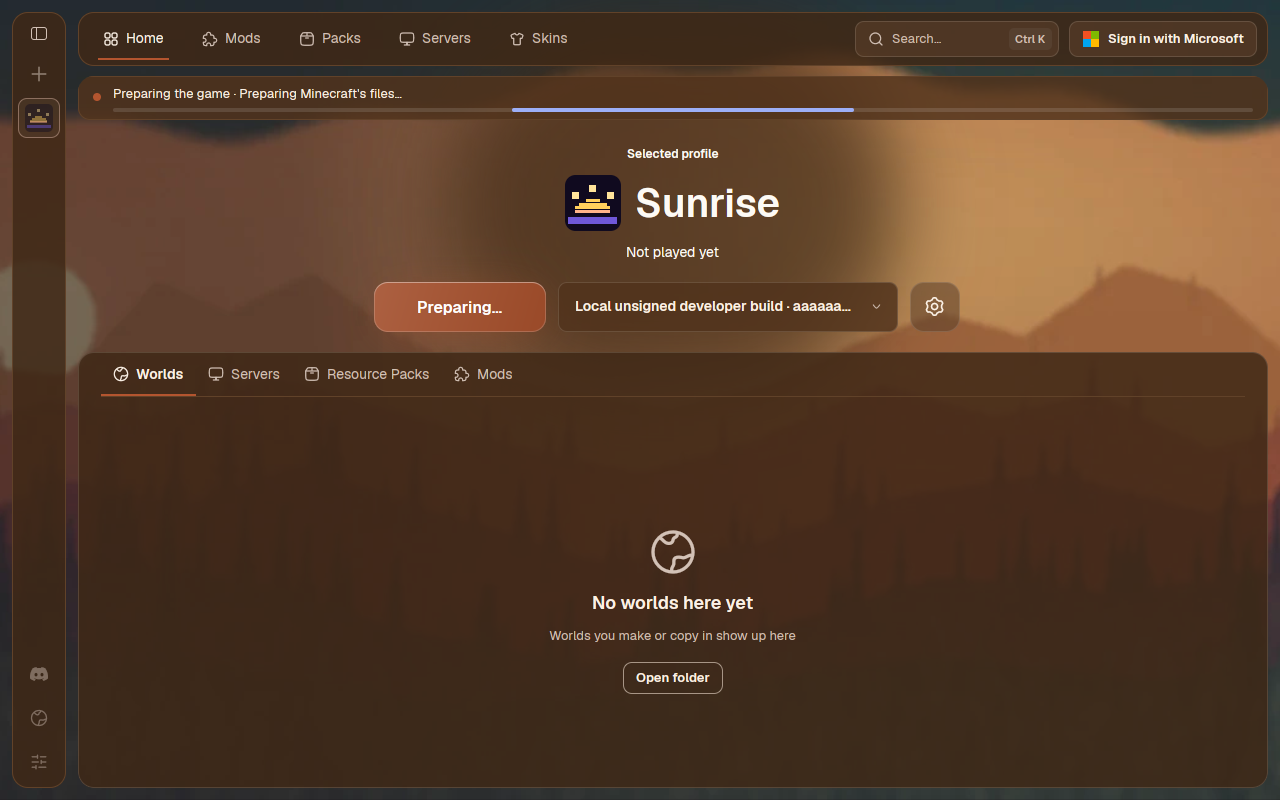 Home
Mods
Packs
Servers
Skins
Search...
Ctrl K
Sign in with Microsoft
Preparing the game · Preparing Minecraft's files...
Selected profile
Sunrise
Not played yet
Preparing...
Local unsigned developer build · aaaaaa...
Worlds
Servers
Resource Packs
Mods
No worlds here yet
Worlds you make or copy in show up here
Open folder